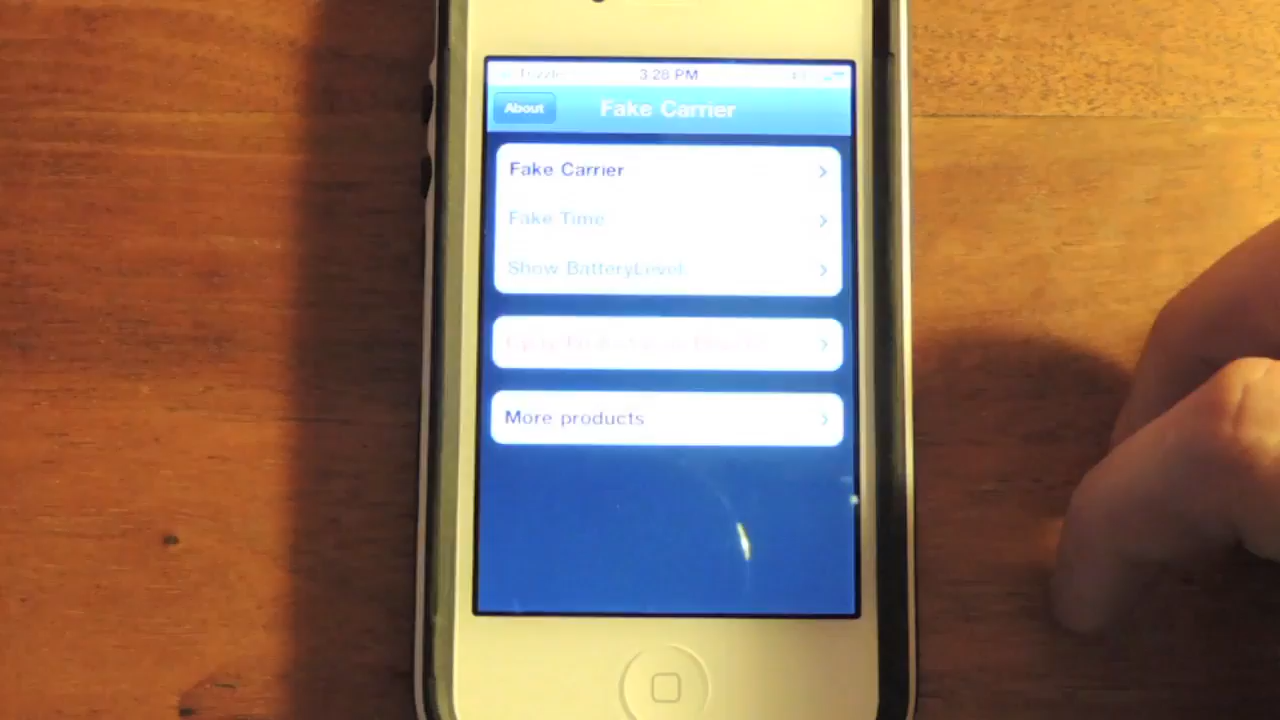 3:28 PM
About
Fake Carrier
Fake Carrier
Fake Time
Show BatteryLevel
More products